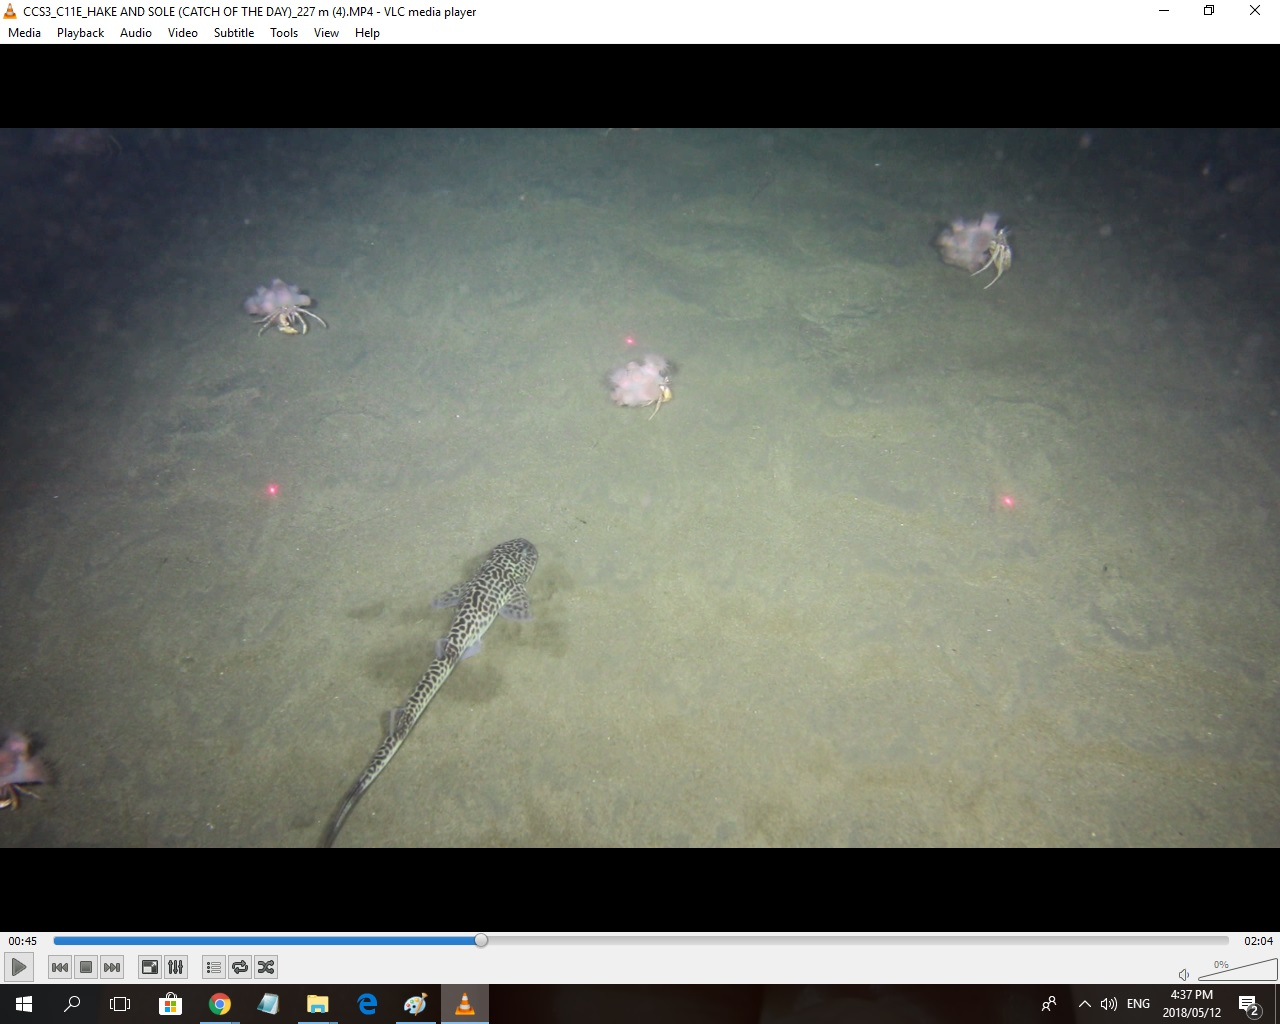 CCS3_C11E_HAKE AND SOLE (CATCH OF THE DAY)_227 m (4).MP4 - VLC media player
Media Playback Audio Video Subtitle Tools View Help
00:45 02:04
0%
ENG
4:37 PM
2018/05/12
2